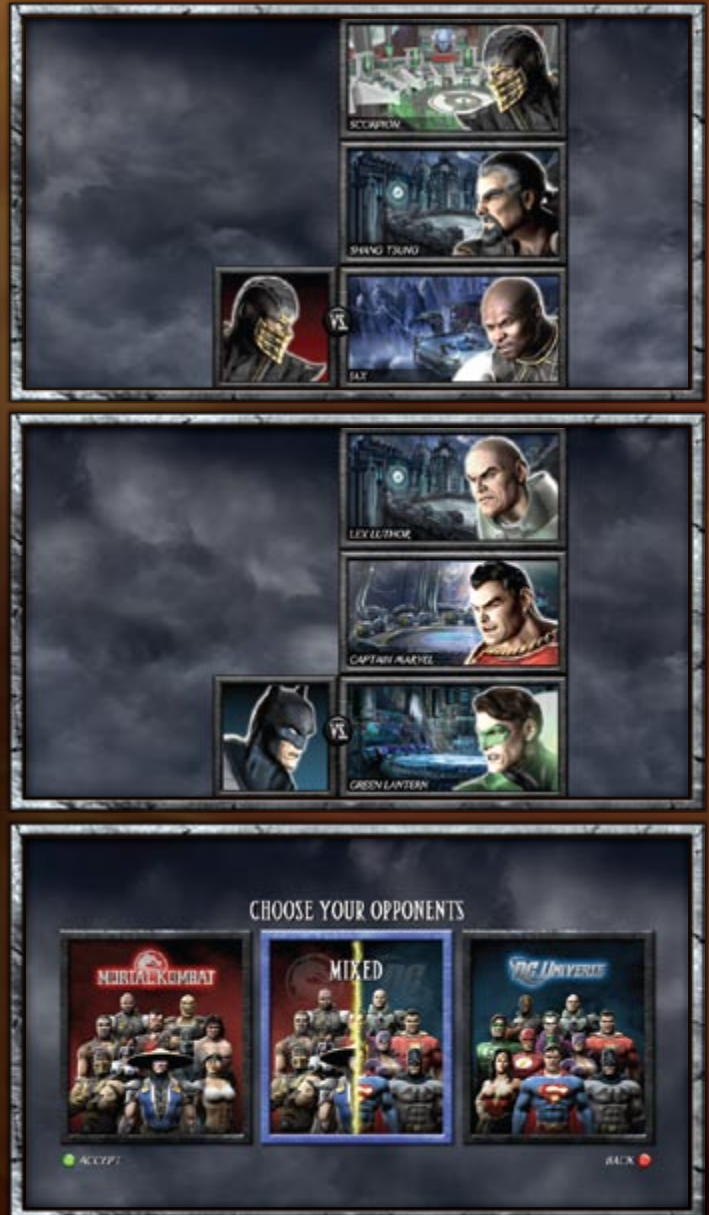 SCORPION
SHANG TSUNG
VS.
JAX
LEX LUTHOR
CAPTAIN MARVEL
VS.
GREEN LANTERN
CHOOSE YOUR OPPONENTS
MORTAL KOMBAT
MIXED
DC UNIVERSE
ACCEPT
BACK